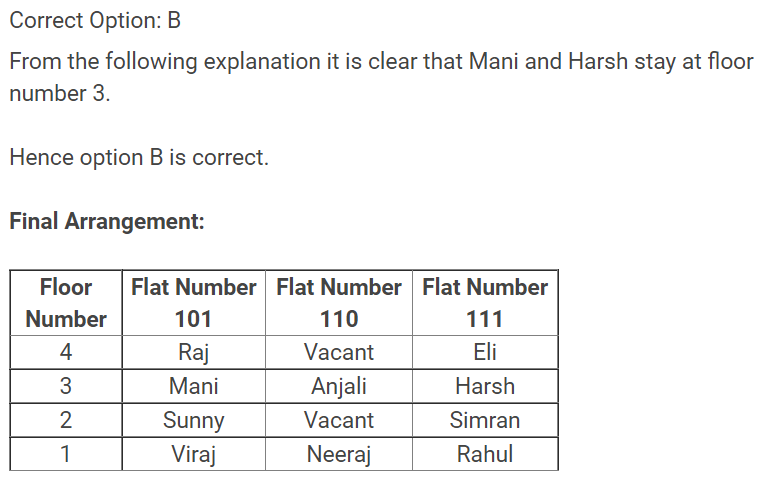 Correct Option: B
From the following explanation it is clear that Mani and Harsh stay at floor
number 3.
Hence option B is correct.
Final Arrangement:
Floor Number Flat Number 101 Flat Number 110 Flat Number 111
4 Raj Vacant Eli
3 Mani Anjali Harsh
2 Sunny Vacant Simran
1 Viraj Neeraj Rahul